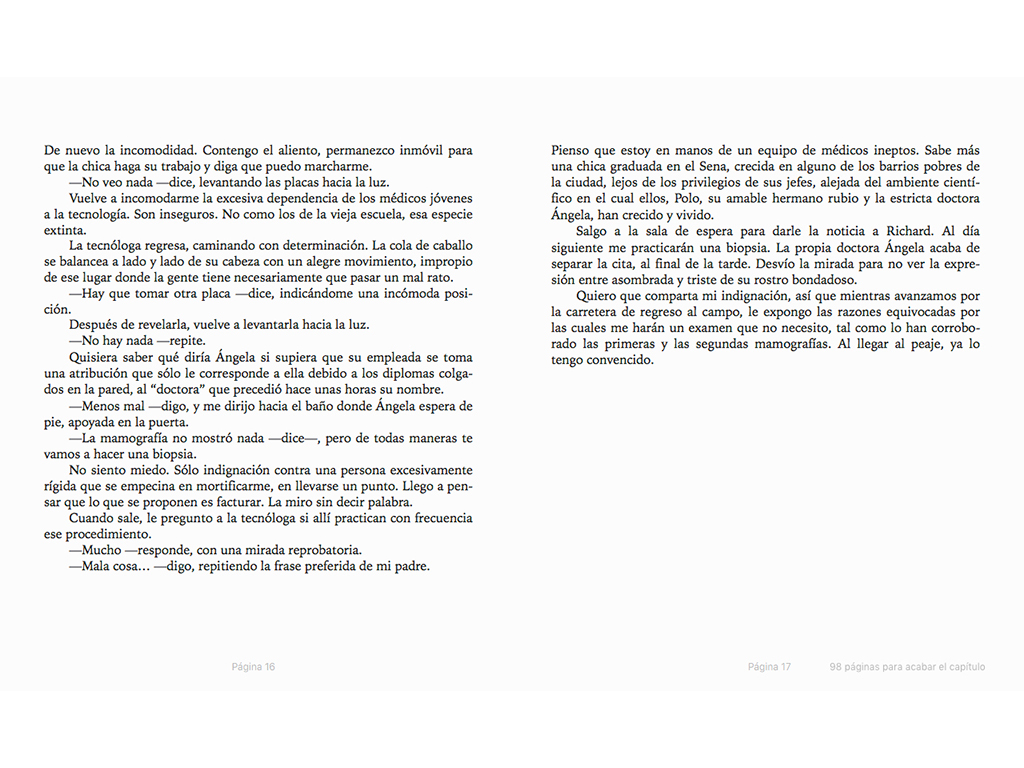 De nuevo la incomodidad. Contengo el aliento, permanezco inmóvil para
que la chica haga su trabajo y diga que puedo marcharme.
—No veo nada —dice, levantando las placas hacia la luz.
Vuelve a incomodarme la excesiva dependencia de los médicos jóvenes
a la tecnología. Son inseguros. No como los de la vieja escuela, esa especie
extinta.
La tecnóloga regresa, caminando con determinación. La cola de caballo
se balancea a lado y lado de su cabeza con un alegre movimiento, impropio
de ese lugar donde la gente tiene necesariamente que pasar un mal rato.
—Hay que tomar otra placa —dice, indicándome una incómoda posi-
ción.
Después de revelarla, vuelve a levantarla hacia la luz.
—No hay nada —repite.
Quisiera saber qué diría Ángela si supiera que su empleada se toma
una atribución que sólo le corresponde a ella debido a los diplomas colga-
dos en la pared, al “doctora” que precedió hace unas horas su nombre.
—Menos mal —digo, y me dirijo hacia el baño donde Ángela espera de
pie, apoyada en la puerta.
—La mamografía no mostró nada —dice—, pero de todas maneras te
vamos a hacer una biopsia.
No siento miedo. Sólo indignación contra una persona excesivamente
rígida que se empecina en mortificarme, en llevarse un punto. Llego a pen-
sar que lo que se proponen es facturar. La miro sin decir palabra.
Cuando sale, le pregunto a la tecnóloga si allí practican con frecuencia
ese procedimiento.
—Mucho —responde, con una mirada reprobatoria.
—Mala cosa… —digo, repitiendo la frase preferida de mi padre.
Página 16
Pienso que estoy en manos de un equipo de médicos ineptos. Sabe más
una chica graduada en el Sena, crecida en alguno de los barrios pobres de
la ciudad, lejos de los privilegios de sus jefes, alejada del ambiente cientí-
fico en el cual ellos, Polo, su amable hermano rubio y la estricta doctora
Ángela, han crecido y vivido.
Salgo a la sala de espera para darle la noticia a Richard. Al día
siguiente me practicarán una biopsia. La propia doctora Ángela acaba de
separar la cita, al final de la tarde. Desvío la mirada para no ver la expre-
sión entre asombrada y triste de su rostro bondadoso.
Quiero que comparta mi indignación, así que mientras avanzamos por
la carretera de regreso al campo, le expongo las razones equivocadas por
las cuales me harán un examen que no necesito, tal como lo han corrobo-
rado las primeras y las segundas mamografías. Al llegar al peaje, ya lo
tengo convencido.
Página 17
98 páginas para acabar el capítulo